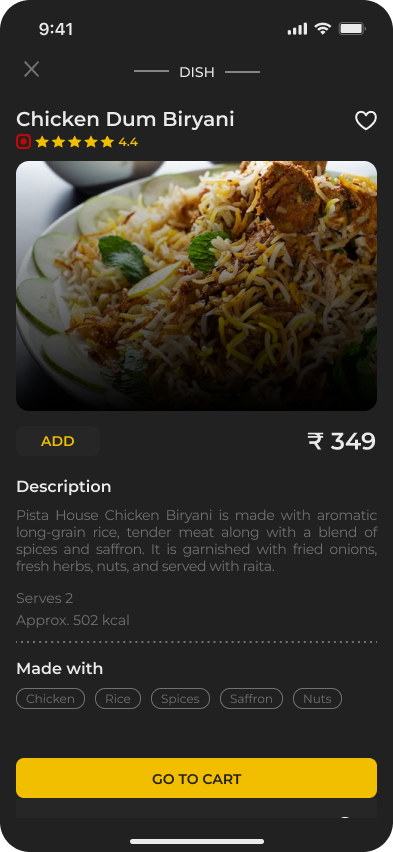 9:41
DISH
Chicken Dum Biryani
4.4
ADD
₹ 349
Description
Pista House Chicken Biryani is made with aromatic
long-grain rice, tender meat along with a blend of
spices and saffron. It is garnished with fried onions,
fresh herbs, nuts, and served with raita.
Serves 2
Approx. 502 kcal
Made with
Chicken Rice Spices Saffron Nuts
GO TO CART